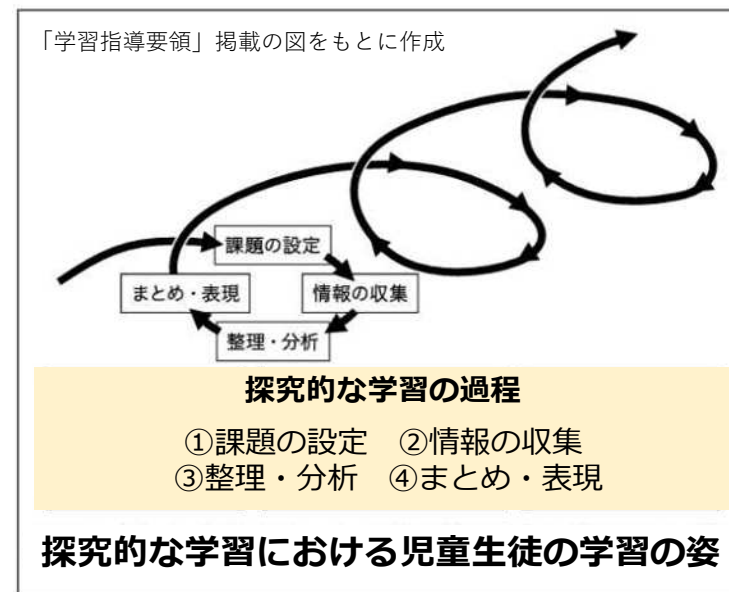 「学習指導要領」掲載の図をもとに作成
課題の設定
まとめ・表現
情報の収集
整理・分析
探究的な学習の過程
①課題の設定　②情報の収集
③整理・分析　④まとめ・表現
探究的な学習における児童生徒の学習の姿